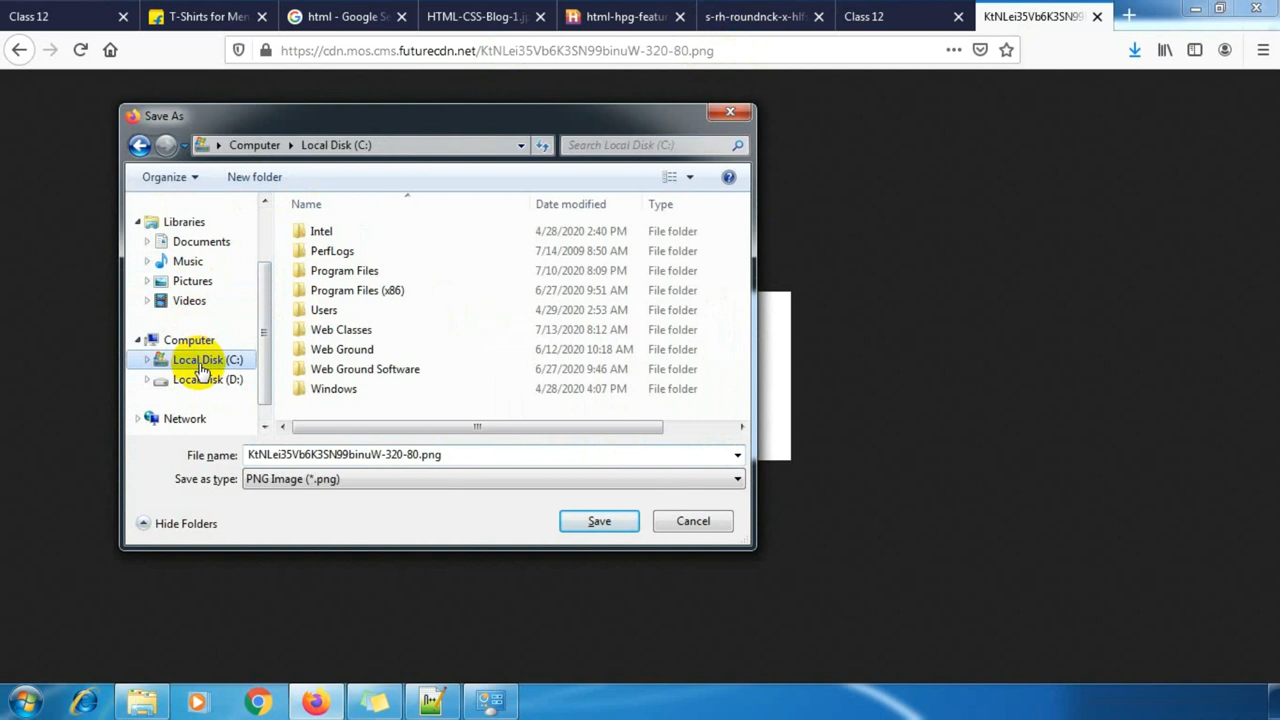 Class 12
T-Shirts for Men
html - Google Se
HTML-CSS-Blog-1.j
html-hpg-featur
s-rh-roundnck-x-hlf
Class 12
KtNLei35Vb6K3SN99
https://cdn.mos.cms.futurecdn.net/KtNLei35Vb6K3SN99binuW-320-80.png
Save As
Computer Local Disk (C:)
Search Local Disk (C:)
Organize
New folder
Name Date modified Type
Libraries
Documents
Music
Pictures
Videos
Computer
Local Disk (C:)
Local Disk (D:)
Network
Intel 4/28/2020 2:40 PM File folder
PerfLogs 7/14/2009 8:50 AM File folder
Program Files 7/10/2020 8:09 PM File folder
Program Files (x86) 6/27/2020 9:51 AM File folder
Users 4/29/2020 2:53 AM File folder
Web Classes 7/13/2020 8:12 AM File folder
Web Ground 6/12/2020 10:18 AM File folder
Web Ground Software 6/27/2020 9:46 AM File folder
Windows 4/28/2020 4:07 PM File folder
File name: KtNLei35Vb6K3SN99binuW-320-80.png
Save as type: PNG Image (*.png)
Hide Folders
Save
Cancel